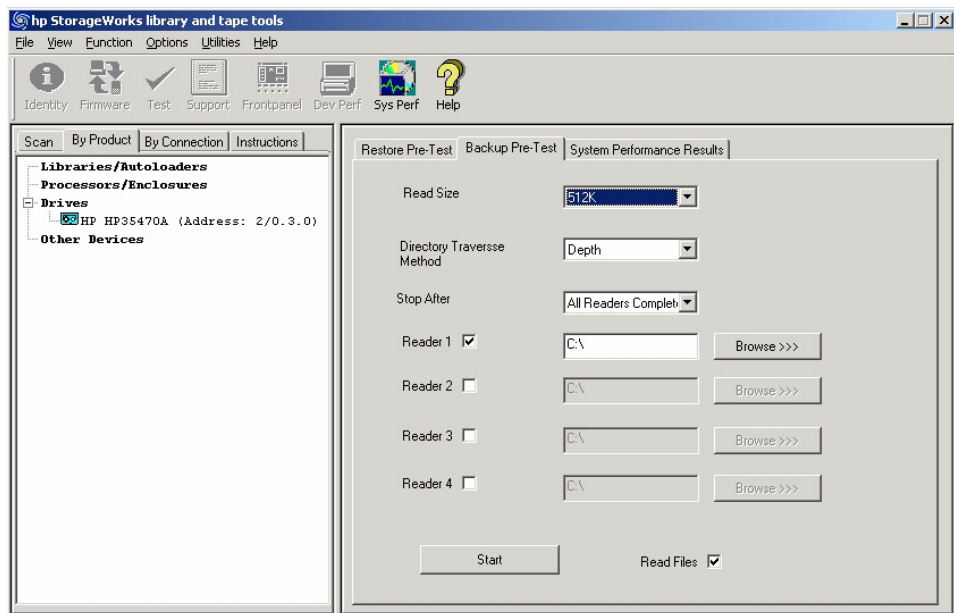 hp StorageWorks library and tape tools
File View Function Options Utilities Help
Identity Firmware Test Support Frontpanel Dev Perf Sys Perf Help
Scan By Product By Connection Instructions
Libraries/Autoloaders
Processors/Enclosures
Drives
HP HP35470A (Address: 2/0.3.0)
Other Devices
Restore Pre-Test Backup Pre-Test System Performance Results
Read Size 512K
Directory Traversse Method Depth
Stop After All Readers Complet
Reader 1 C:\ Browse >>>
Reader 2 C:\ Browse >>>
Reader 3 C:\ Browse >>>
Reader 4 C:\ Browse >>>
Start Read Files